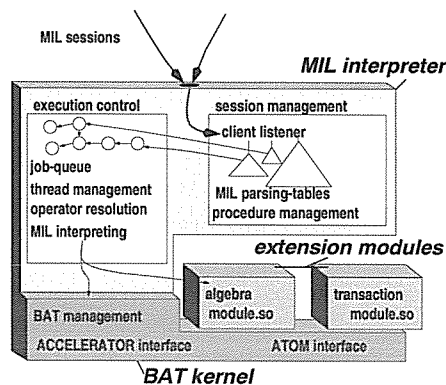 MIL sessions
MIL interpreter
execution control
job-queue
thread management
operator resolution
MIL interpreting
session management
client listener
MIL parsing-tables
procedure management
extension modules
algebra
module.so
transaction
module.so
BAT management
ACCELERATOR interface
ATOM interface
BAT kernel